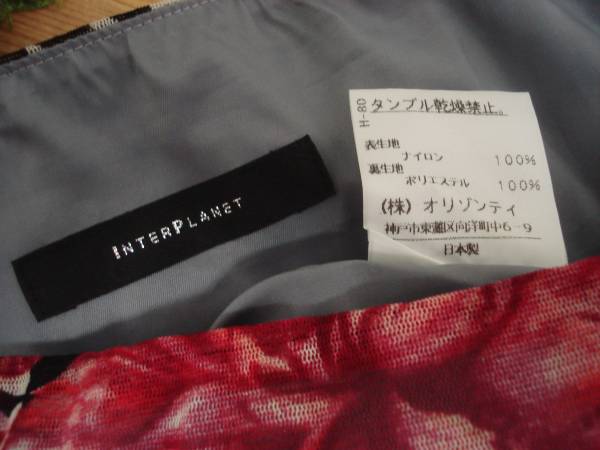 INTERPLANET
H-80
タンブル乾燥禁止。
表生地
ナイロン 100%
裏生地
ポリエステル 100%
(株) オリゾンティ
神戸市東灘区向洋町中6-9
日本製